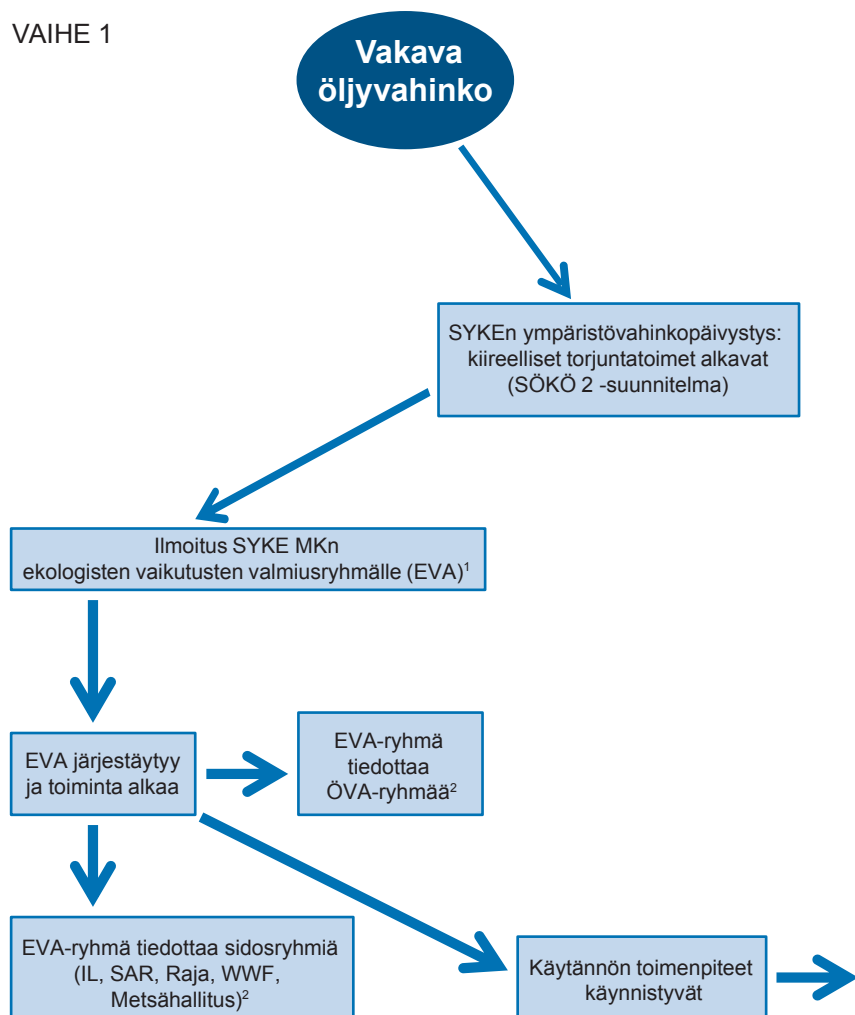 VAIHE 1
Vakava
öljyvahinko
SYKEn ympäristövahinkopäivystys:
kiireelliset torjuntatoimet alkavat
(SÖKÖ 2 -suunnitelma)
Ilmoitus SYKE MKn
ekologisten vaikutusten valmiusryhmälle (EVA)¹
EVA järjestäytyy
ja toiminta alkaa
EVA-ryhmä
tiedottaa
ÖVA-ryhmää²
EVA-ryhmä tiedottaa sidosryhmiä
(IL, SAR, Raja, WWF,
Metsähallitus)²
Käytännön toimenpiteet
käynnistyvät